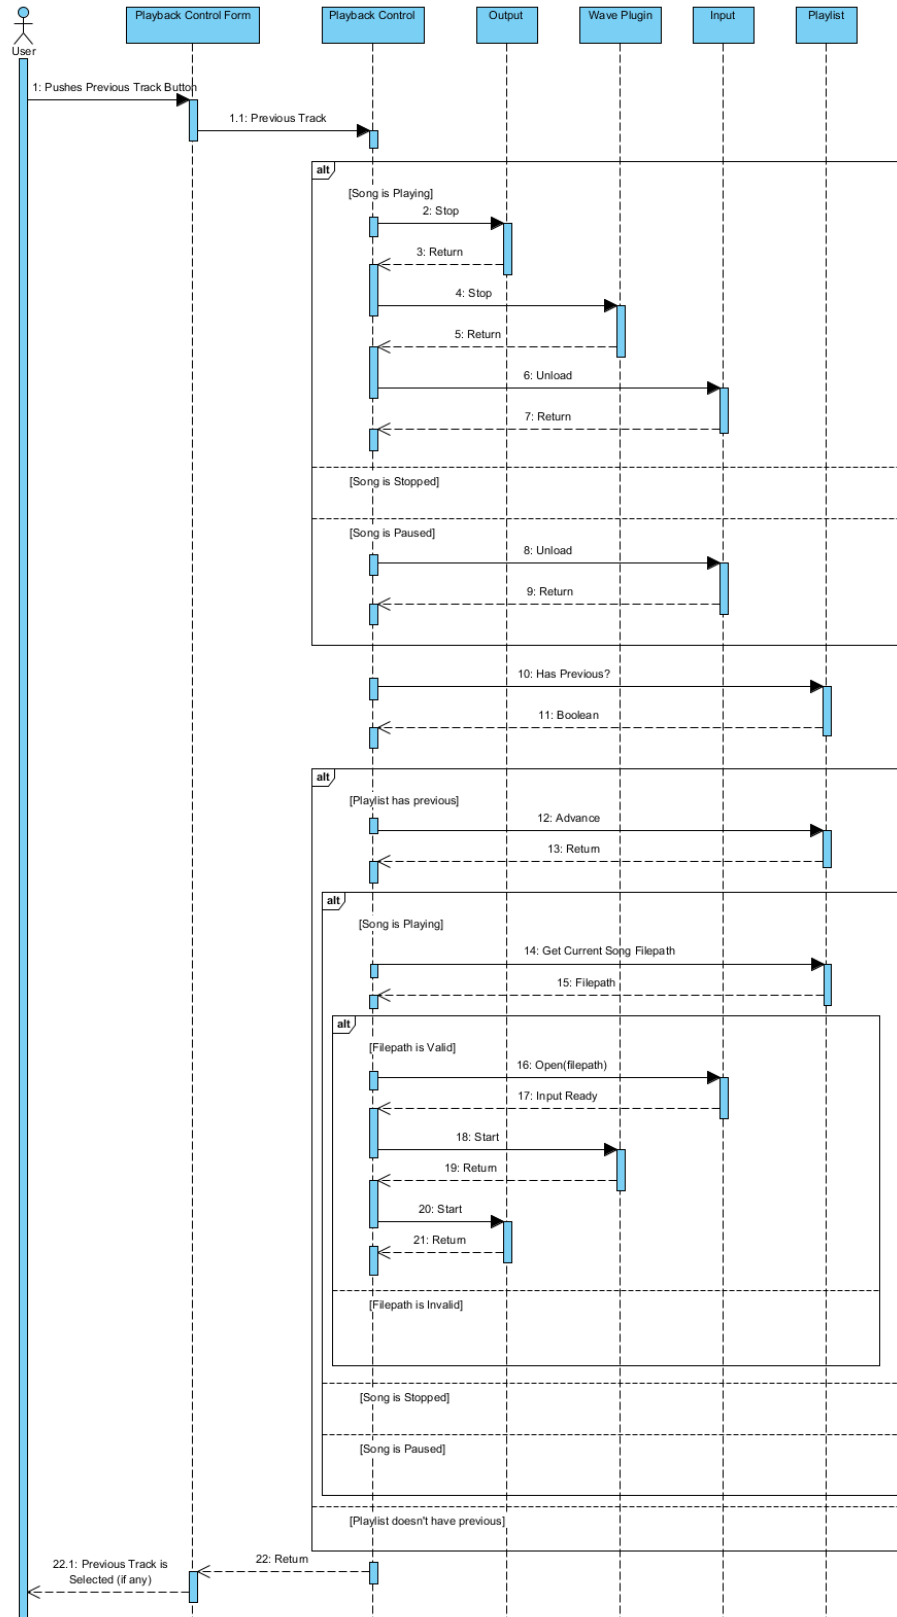 User
Playback Control Form
Playback Control
Output
Wave Plugin
Input
Playlist
1: Pushes Previous Track Button
1.1: Previous Track
alt
[Song is Playing]
2: Stop
3: Return
4: Stop
5: Return
6: Unload
7: Return
[Song is Stopped]
[Song is Paused]
8: Unload
9: Return
10: Has Previous?
11: Boolean
alt
[Playlist has previous]
12: Advance
13: Return
alt
[Song is Playing]
14: Get Current Song Filepath
15: Filepath
alt
[Filepath is Valid]
16: Open(filepath)
17: Input Ready
18: Start
19: Return
20: Start
21: Return
[Filepath is Invalid]
[Song is Stopped]
[Song is Paused]
[Playlist doesn't have previous]
22: Return
22.1: Previous Track is
Selected (if any)